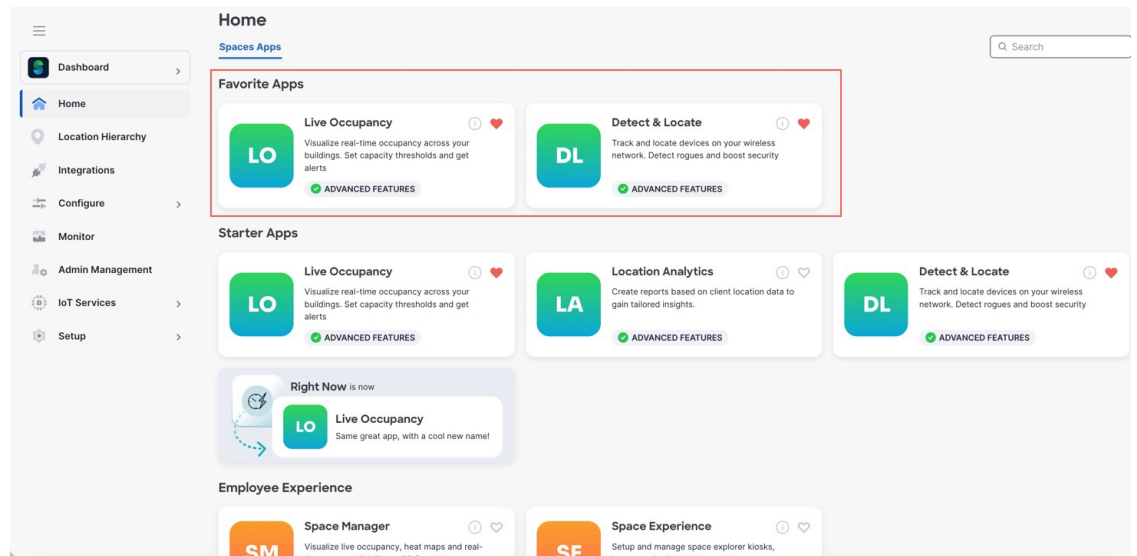 Home
Spaces Apps
Search
Dashboard
Home
Location Hierarchy
Integrations
Configure
Monitor
Admin Management
IoT Services
Setup
Favorite Apps
LO
Live Occupancy
Visualize real-time occupancy across your
buildings. Set capacity thresholds and get
alerts
ADVANCED FEATURES
DL
Detect & Locate
Track and locate devices on your wireless
network. Detect rogues and boost security
ADVANCED FEATURES
Starter Apps
LO
Live Occupancy
Visualize real-time occupancy across your
buildings. Set capacity thresholds and get
alerts
ADVANCED FEATURES
LA
Location Analytics
Create reports based on client location data to
gain tailored insights.
ADVANCED FEATURES
DL
Detect & Locate
Track and locate devices on your wireless
network. Detect rogues and boost security
ADVANCED FEATURES
Right Now is now
LO
Live Occupancy
Same great app, with a cool new name!
Employee Experience
SM
Space Manager
Visualize live occupancy, heat maps and real-
SE
Space Experience
Setup and manage space explorer kiosks,